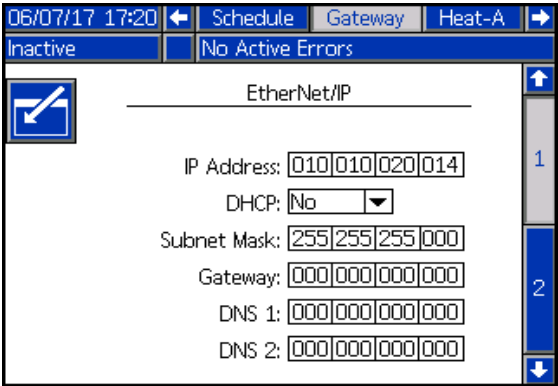 06/07/17 17:20 Schedule Gateway Heat-A
Inactive No Active Errors
EtherNet/IP
IP Address: 010 010 020 014
1
DHCP: No
Subnet Mask: 255 255 255 000
Gateway: 000 000 000 000
2
DNS 1: 000 000 000 000
DNS 2: 000 000 000 000